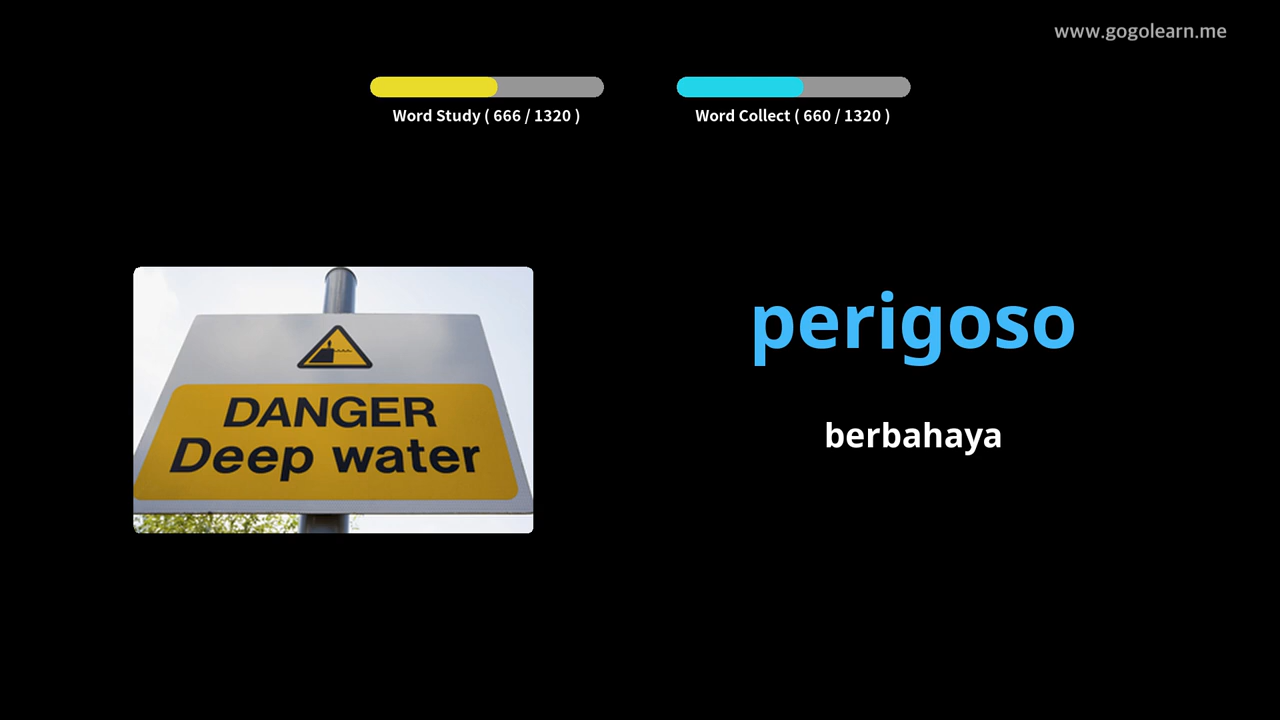 www.gogolearn.me
Word Study ( 666 / 1320 )
Word Collect ( 660 / 1320 )
DANGER
Deep water
perigoso
berbahaya